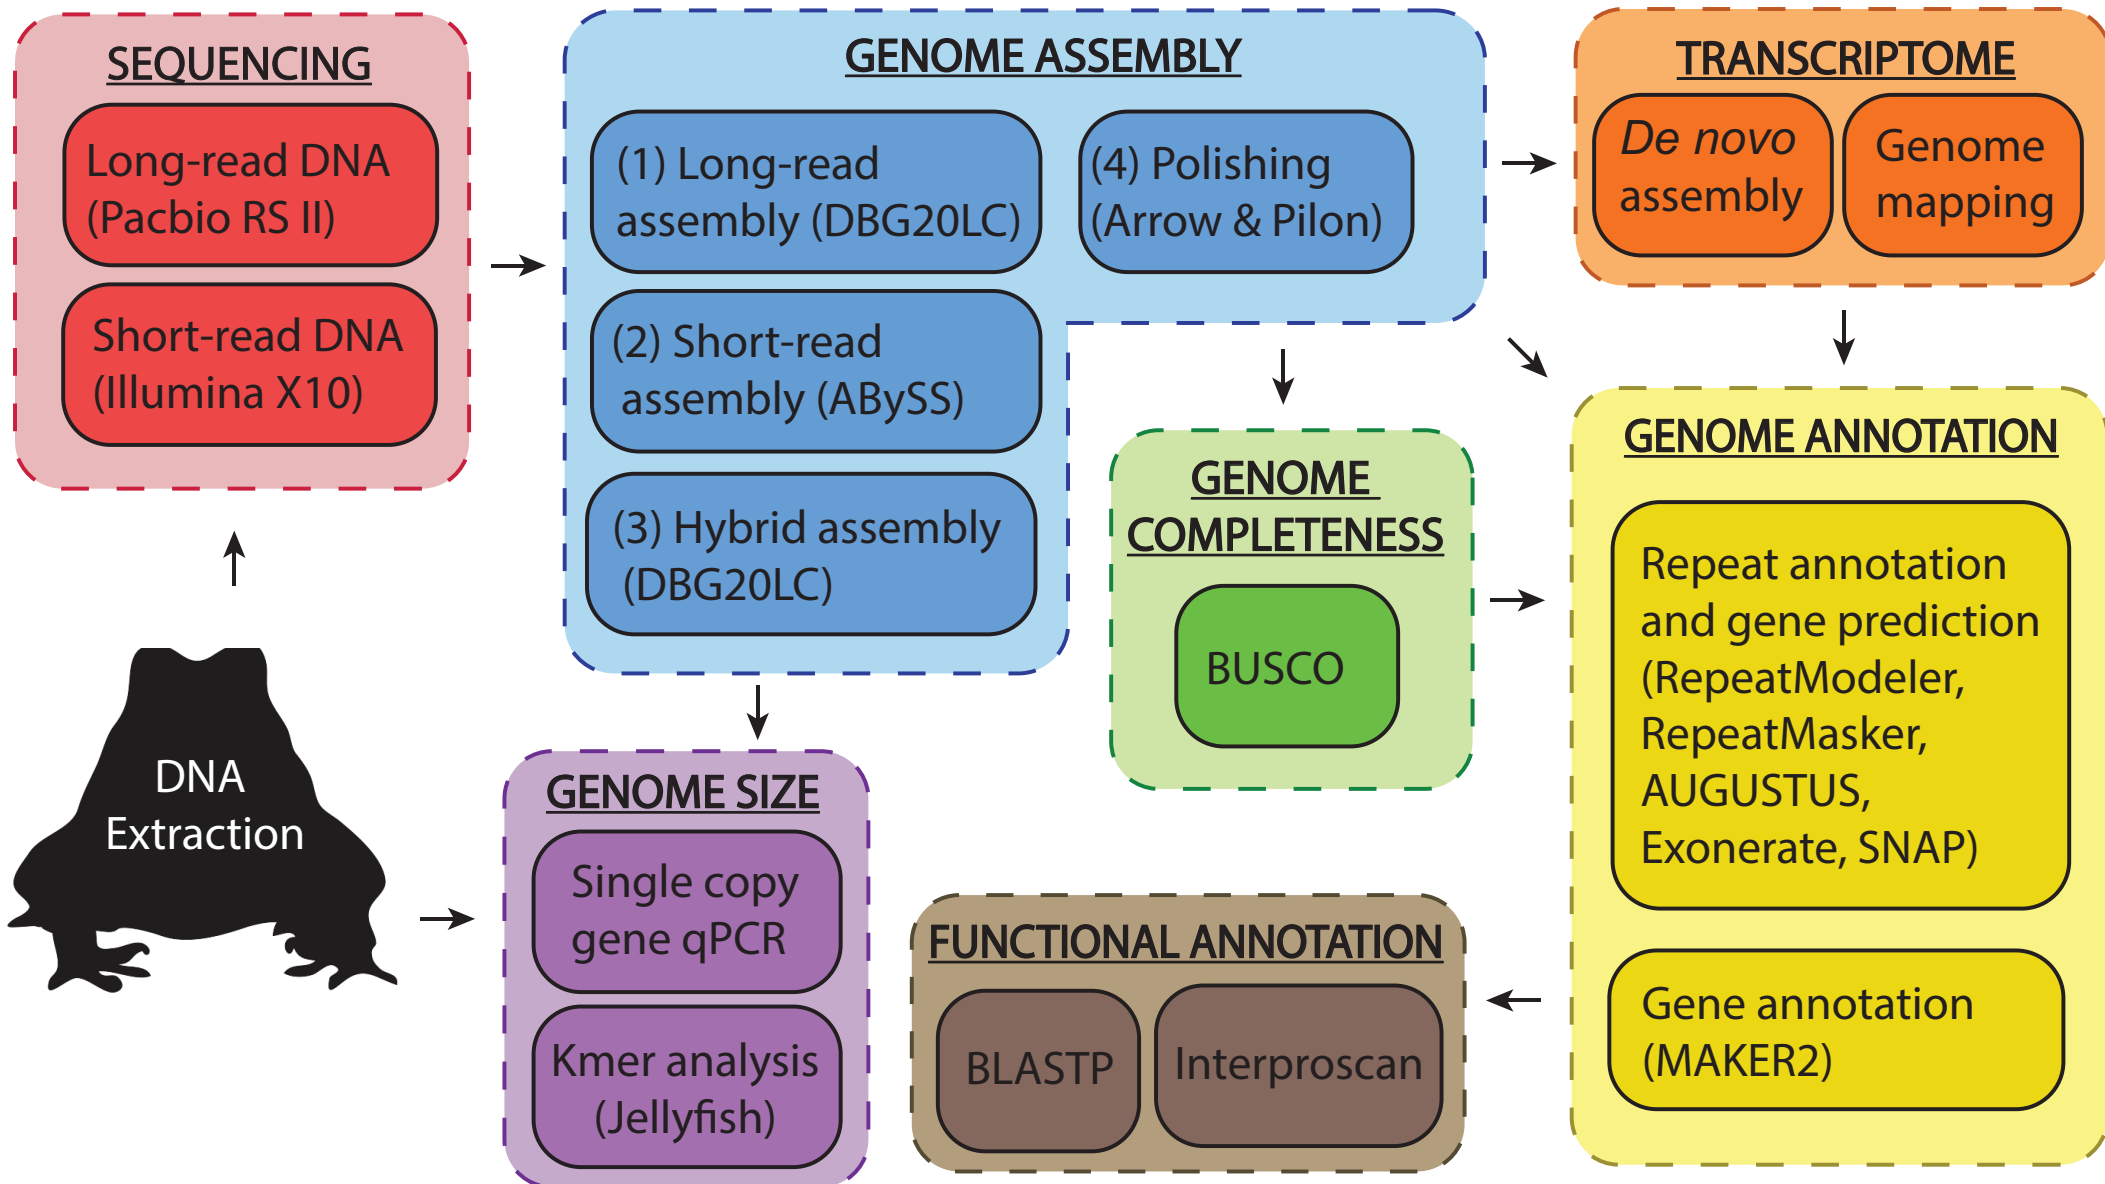 SEQUENCING
Long-read DNA
(Pacbio RS II)
Short-read DNA
(Illumina X10)
GENOME ASSEMBLY
(1) Long-read
assembly (DBG20LC)
(2) Short-read
assembly (ABySS)
(3) Hybrid assembly
(DBG20LC)
(4) Polishing
(Arrow & Pilon)
TRANSCRIPTOME
De novo
assembly
Genome
mapping
GENOME
COMPLETENESS
BUSCO
GENOME ANNOTATION
Repeat annotation
and gene prediction
(RepeatModeler,
RepeatMasker,
AUGUSTUS,
Exonerate, SNAP)
Gene annotation
(MAKER2)
DNA
Extraction
GENOME SIZE
Single copy
gene qPCR
Kmer analysis
(Jellyfish)
FUNCTIONAL ANNOTATION
BLASTP
Interproscan